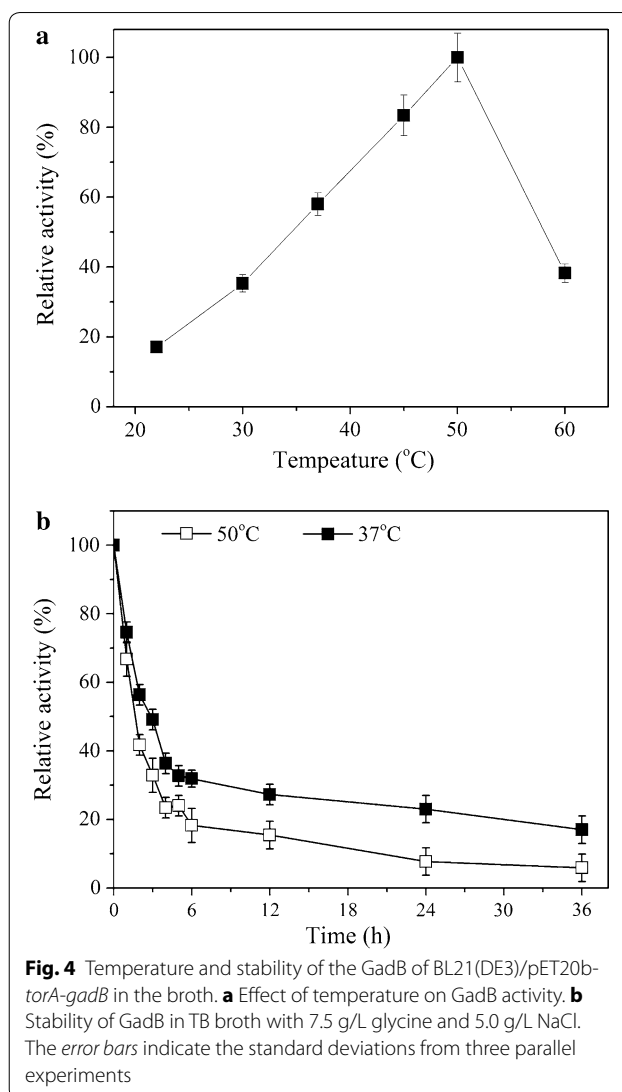 a
100
80
60
40
20
0
Relative activity (%)
20 30 40 50 60
Tempeature (°C)
b
50°C 37°C
100
80
60
40
20
0
Relative activity (%)
0 6 12 18 24 30 36
Time (h)
Fig. 4 Temperature and stability of the GadB of BL21(DE3)/pET20b-
torA-gadB in the broth. a Effect of temperature on GadB activity. b
Stability of GadB in TB broth with 7.5 g/L glycine and 5.0 g/L NaCl.
The error bars indicate the standard deviations from three parallel
experiments